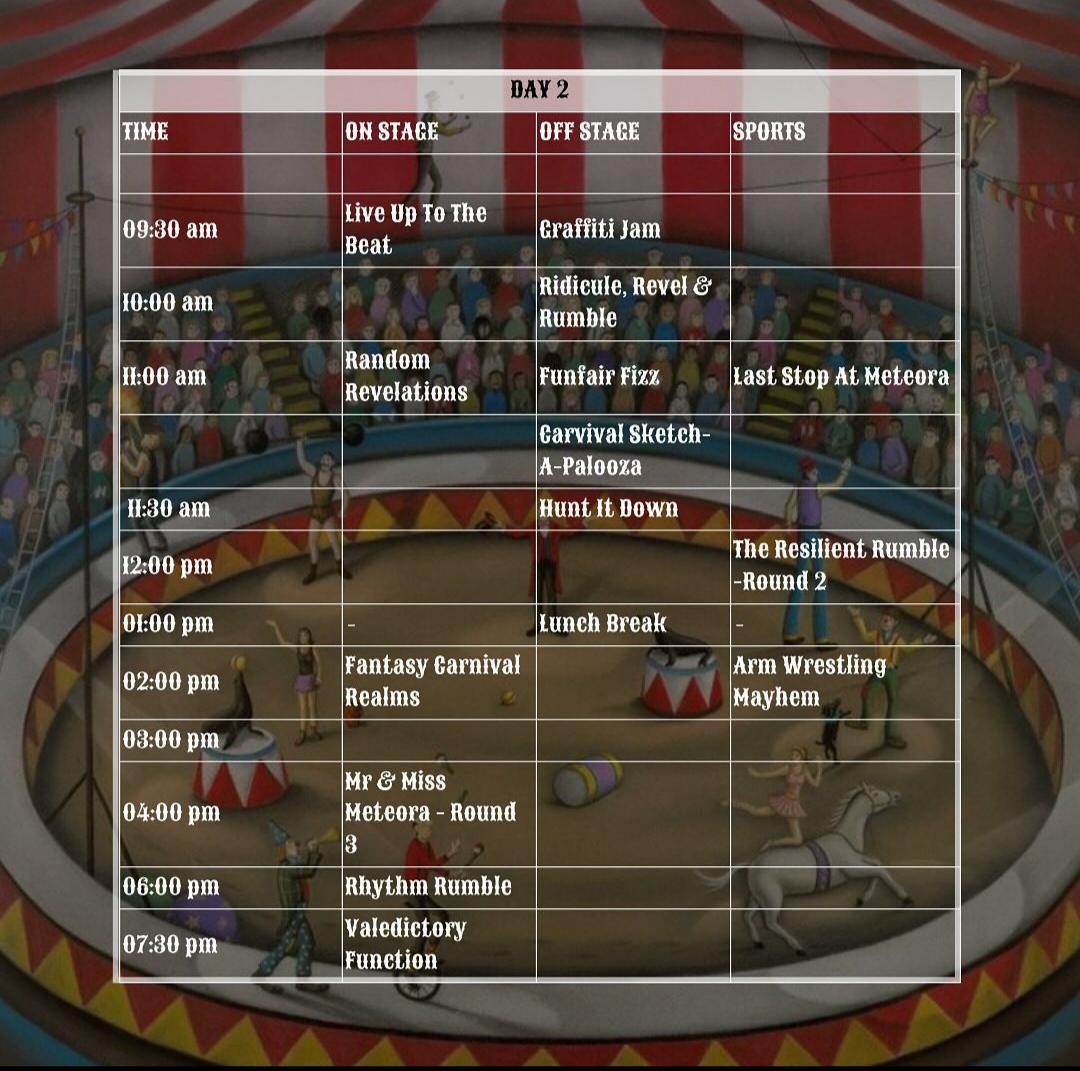 DAY 2
TIME ON STAGE OFF STAGE SPORTS
09:30 am Live Up To The Beat Graffiti Jam
10:00 am Ridicule, Revel & Rumble
11:00 am Random Revelations Funfair Fizz Last Stop At Meteora
Carvival Sketch-A-Palooza
11:30 am Hunt It Down
12:00 pm The Resilient Rumble -Round 2
01:00 pm - Lunch Break -
02:00 pm Fantasy Carnival Realms Arm Wrestling Mayhem
03:00 pm
04:00 pm Mr & Miss Meteora - Round 3
06:00 pm Rhythm Rumble
07:30 pm Valedictory Function